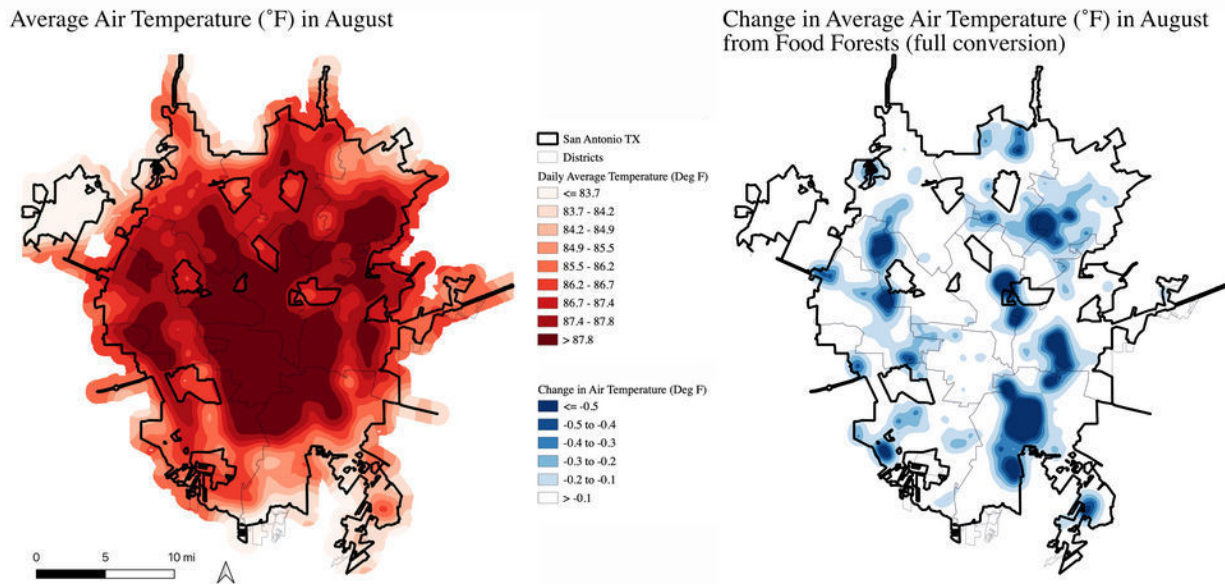 Average Air Temperature (˚F) in August
Change in Average Air Temperature (˚F) in August
from Food Forests (full conversion)
San Antonio TX
Districts
Daily Average Temperature (Deg F)
<= 83.7
83.7 - 84.2
84.2 - 84.9
84.9 - 85.5
85.5 - 86.2
86.2 - 86.7
86.7 - 87.4
87.4 - 87.8
> 87.8
Change in Air Temperature (Deg F)
<= -0.5
-0.5 to -0.4
-0.4 to -0.3
-0.3 to -0.2
-0.2 to -0.1
> -0.1
0 5 10 mi